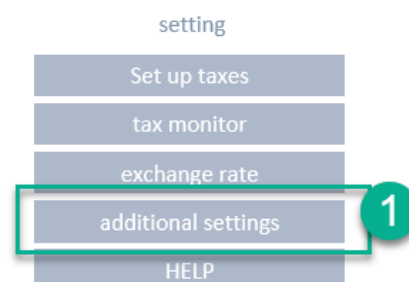 setting
Set up taxes
tax monitor
exchange rate
additional settings
1
HELP